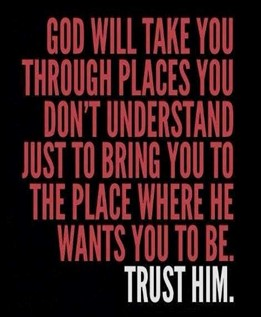 GOD WILL TAKE YOU
THROUGH PLACES YOU
DON'T UNDERSTAND
JUST TO BRING YOU TO
THE PLACE WHERE HE
WANTS YOU TO BE.
TRUST HIM.